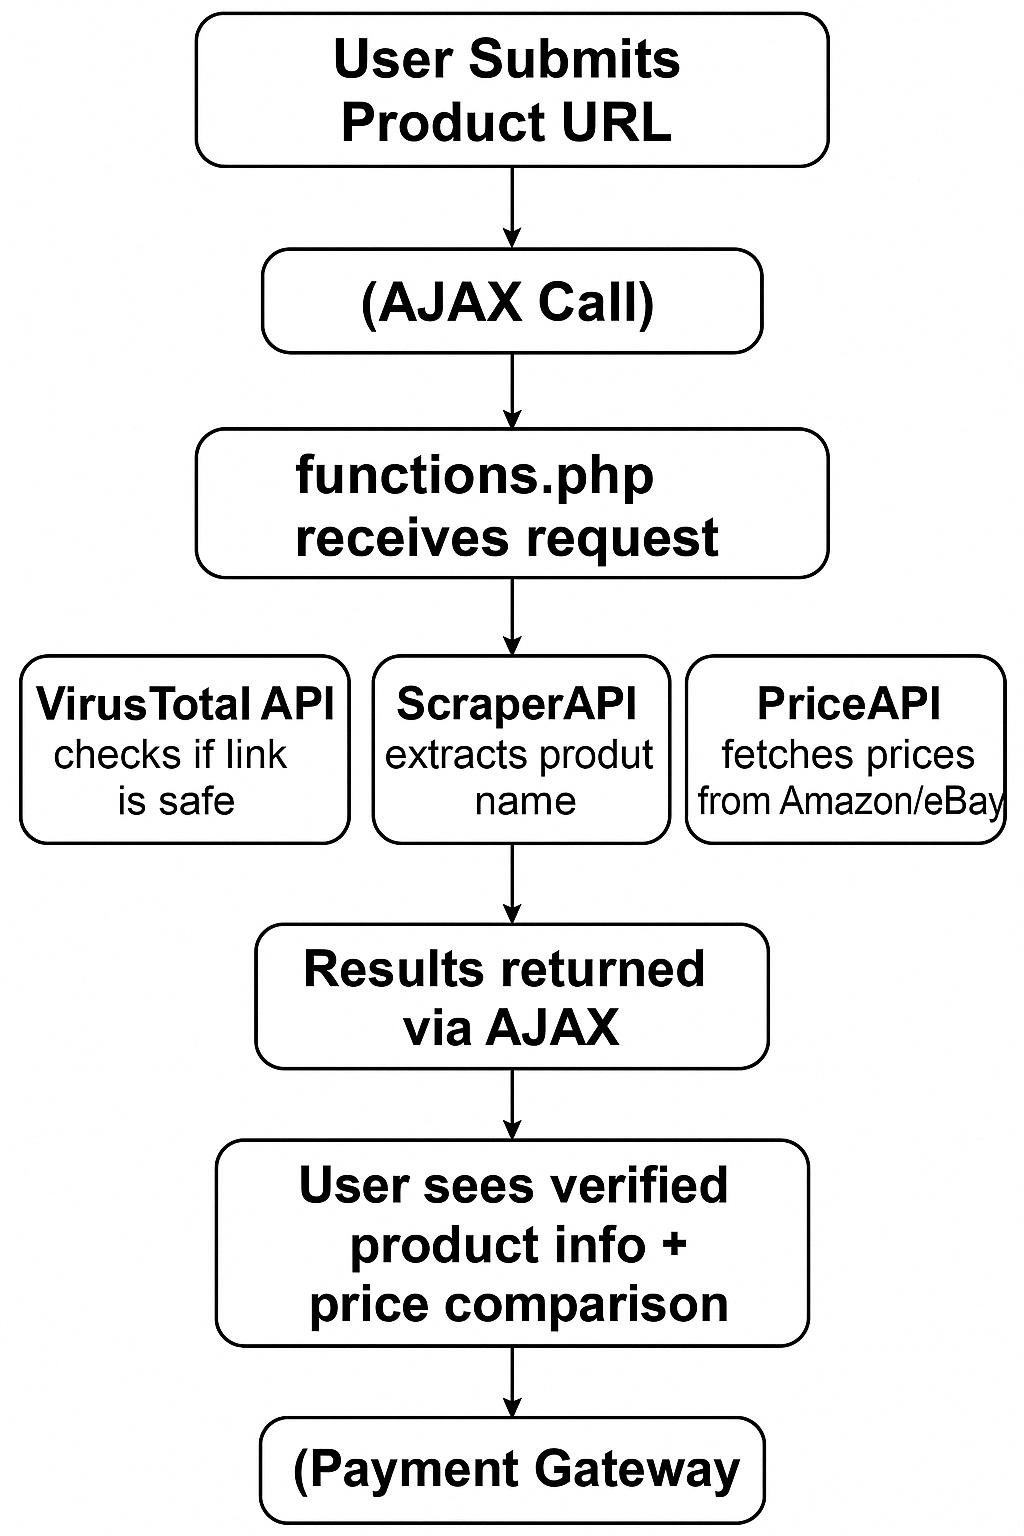 User Submits
Product URL
(AJAX Call)
functions.php
receives request
VirusTotal API
checks if link
is safe
ScraperAPI
extracts produt
name
PriceAPI
fetches prices
from Amazon/eBay
Results returned
via AJAX
User sees verified
product info +
price comparison
(Payment Gateway